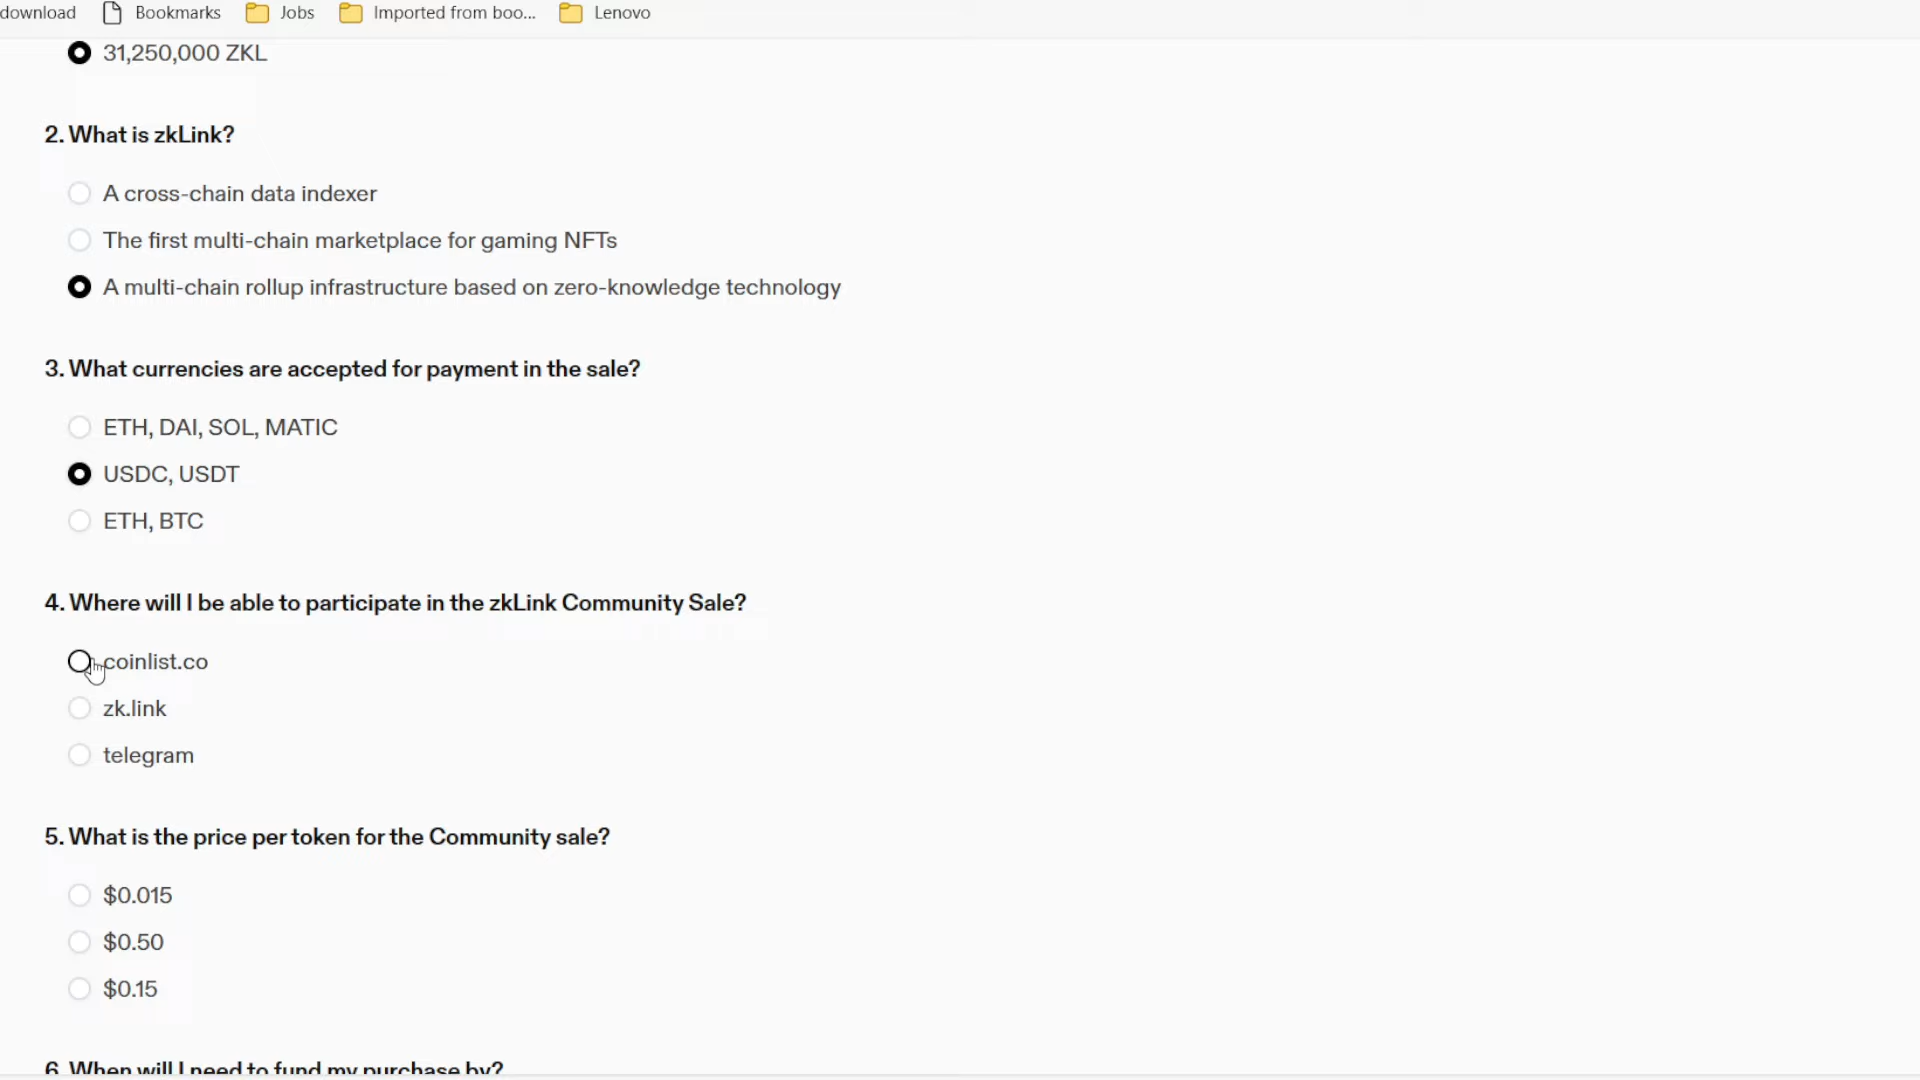 download Bookmarks Jobs Imported from boo... Lenovo
31,250,000 ZKL
2. What is zkLink?
A cross-chain data indexer
The first multi-chain marketplace for gaming NFTs
A multi-chain rollup infrastructure based on zero-knowledge technology
3. What currencies are accepted for payment in the sale?
ETH, DAI, SOL, MATIC
USDC, USDT
ETH, BTC
4. Where will I be able to participate in the zkLink Community Sale?
coinlist.co
zk.link
telegram
5. What is the price per token for the Community sale?
$0.015
$0.50
$0.15
6. When will I need to fund my purchase by?